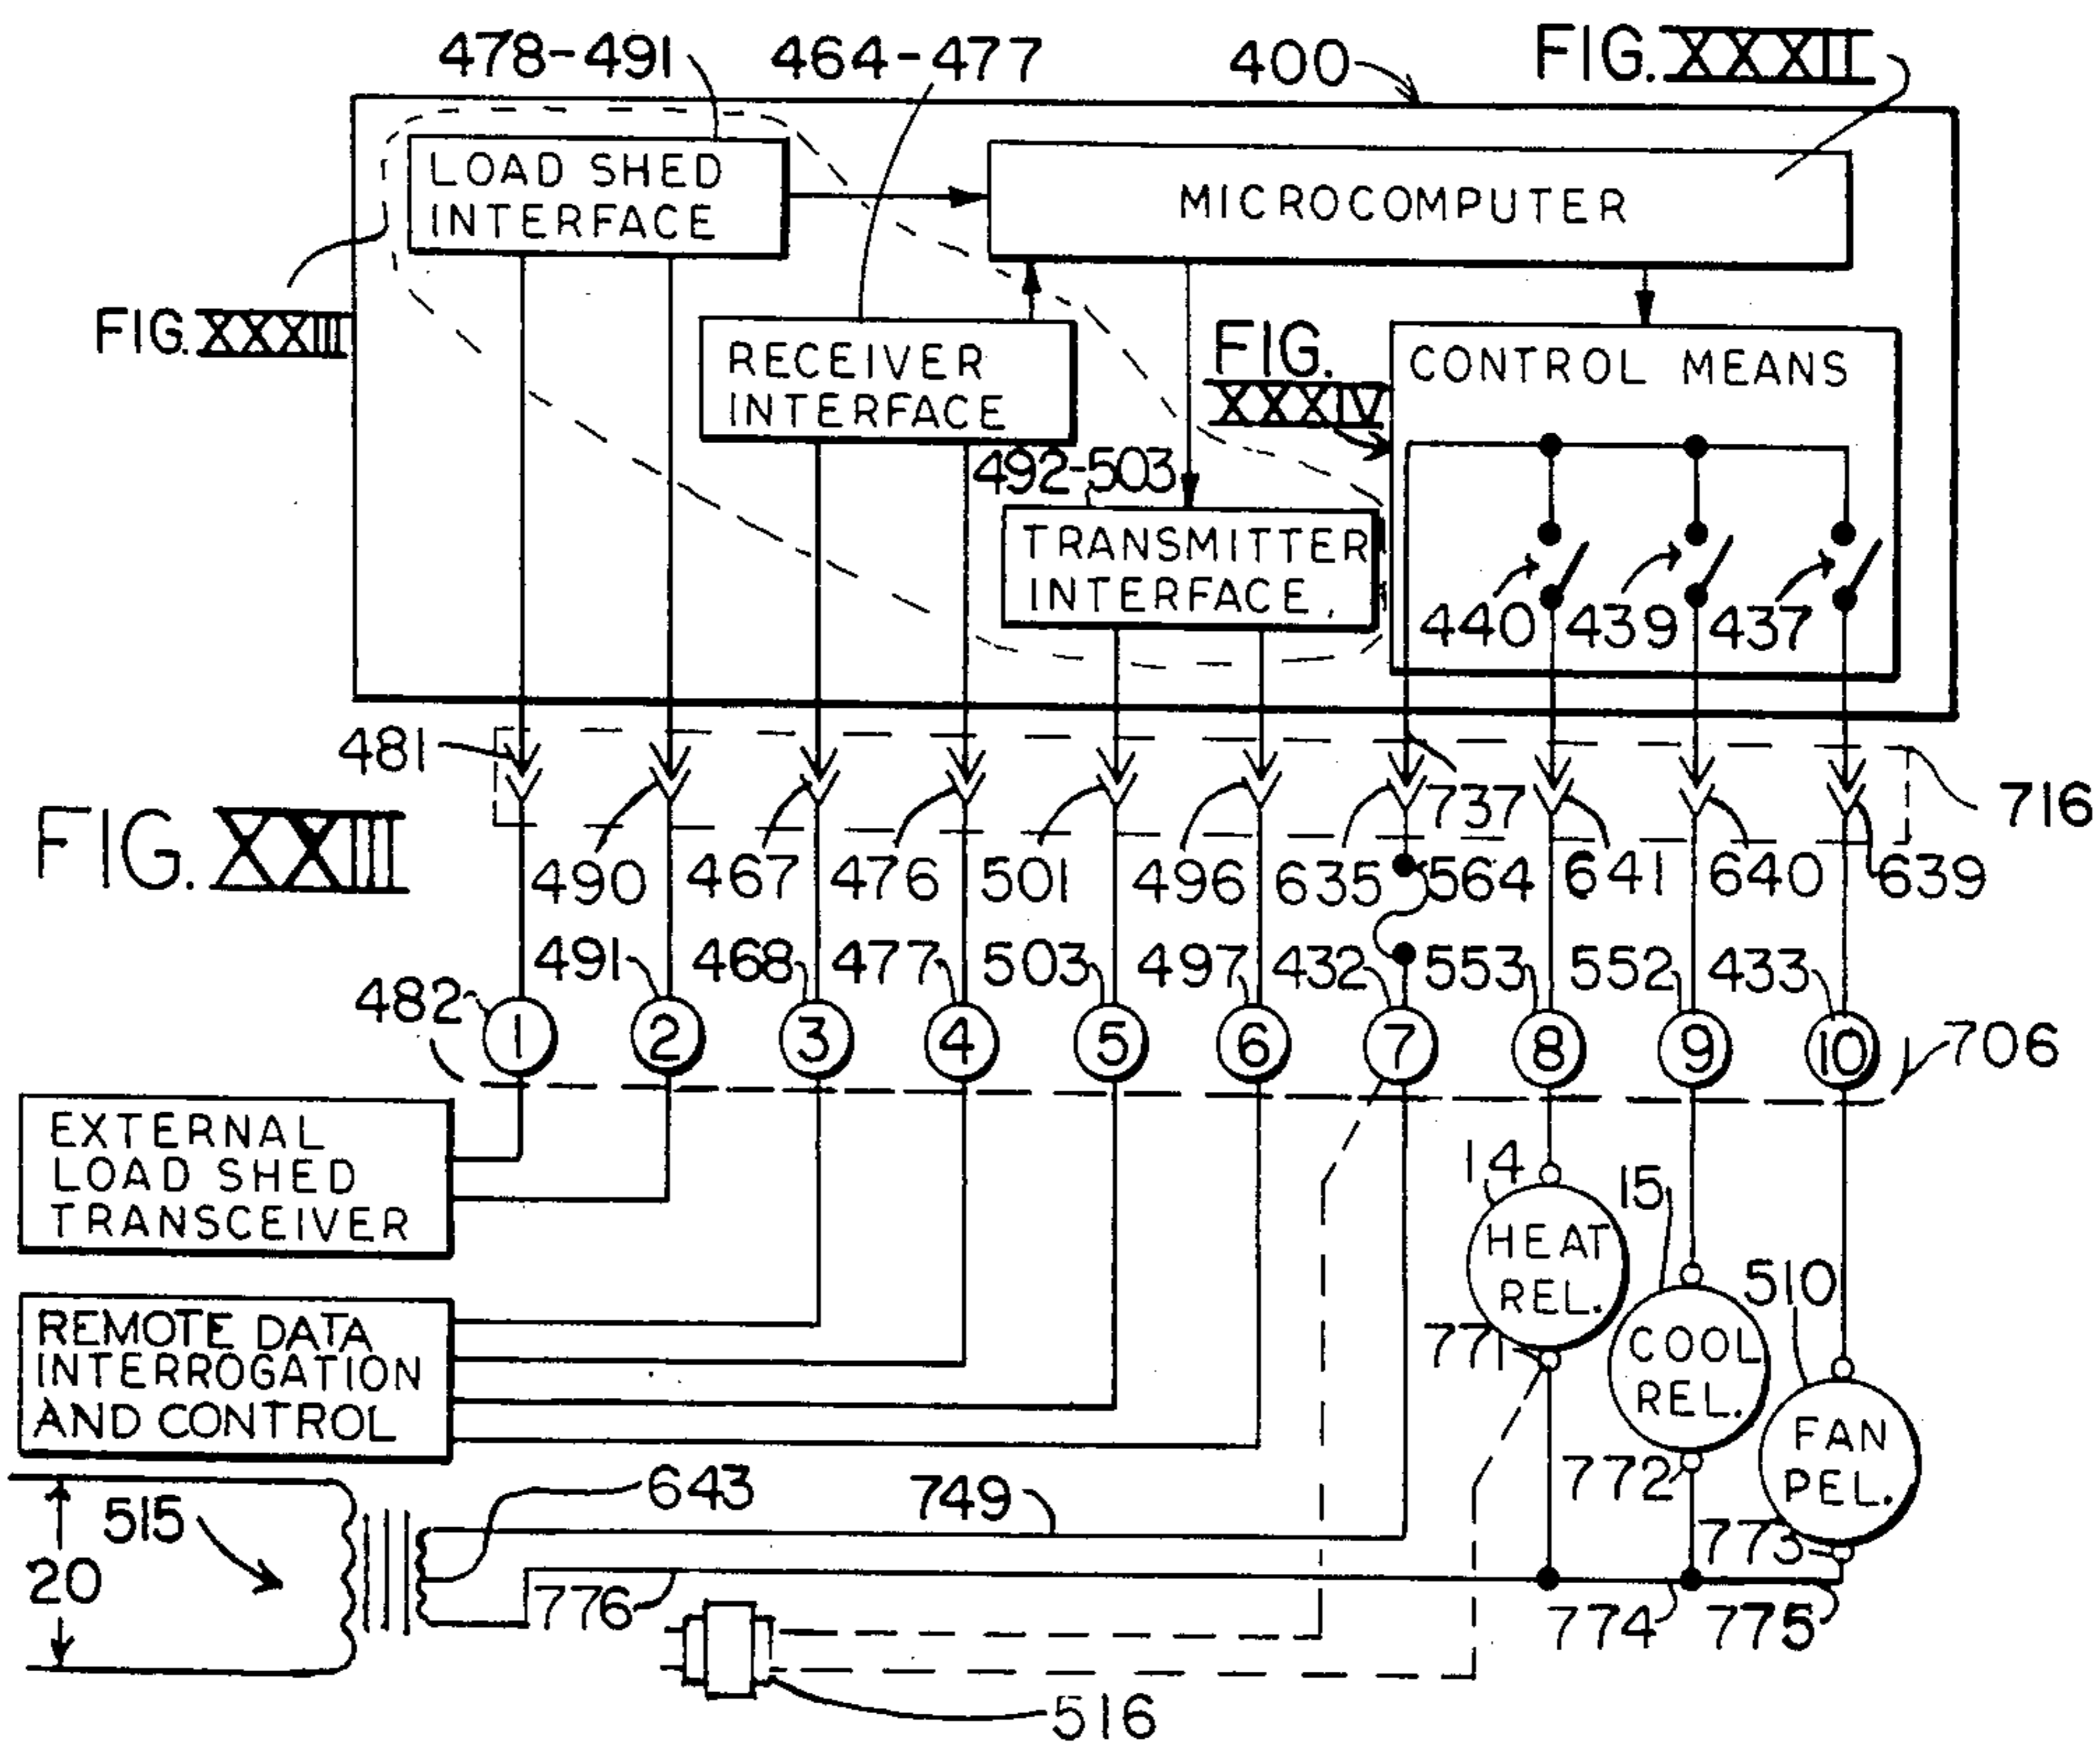 478-491
464-477
400
FIG. XXXII
LOAD SHED
INTERFACE
MICROCOMPUTER
FIG. XXXIII
RECEIVER
INTERFACE
FIG.
XXXIV
CONTROL MEANS
492-503
TRANSMITTER
INTERFACE
440
439
437
481
737
716
FIG. XXIII
490
467
476
501
496
635
564
641
640
639
491
468
477
503
497
432
553
552
433
482
1
2
3
4
5
6
7
8
9
10
706
EXTERNAL
LOAD SHED
TRANSCEIVER
14
HEAT
REL.
15
771
510
COOL
REL.
REMOTE DATA
INTERROGATION
AND CONTROL
772
FAN
PEL.
773
643
749
515
20
776
774
775
516